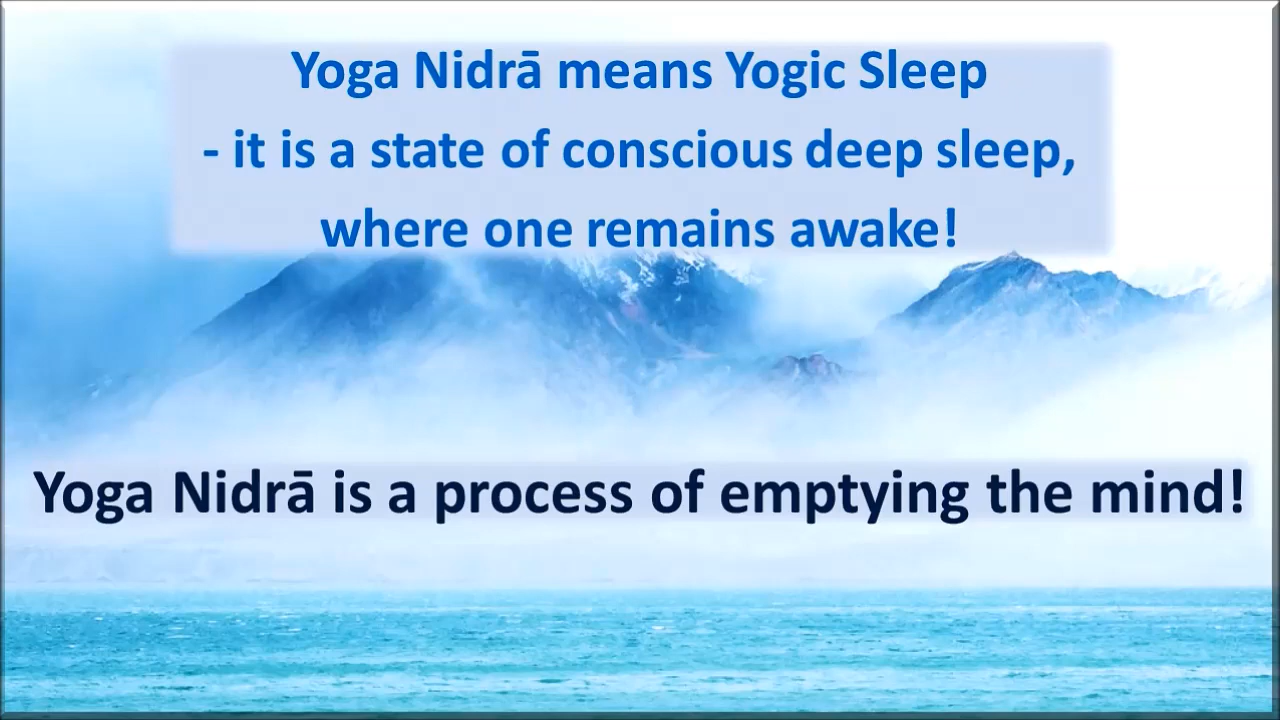 Yoga Nidrā means Yogic Sleep
- it is a state of conscious deep sleep,
where one remains awake!
Yoga Nidrā is a process of emptying the mind!